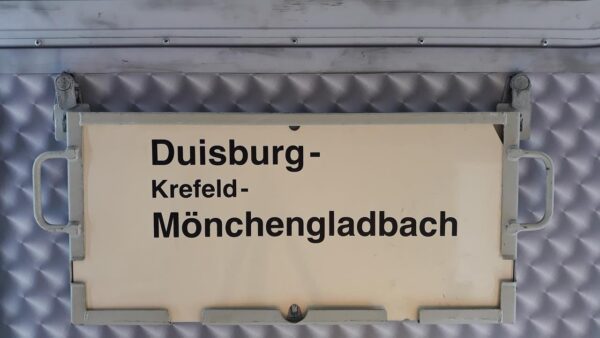 Duisburg-
Krefeld-
Mönchengladbach